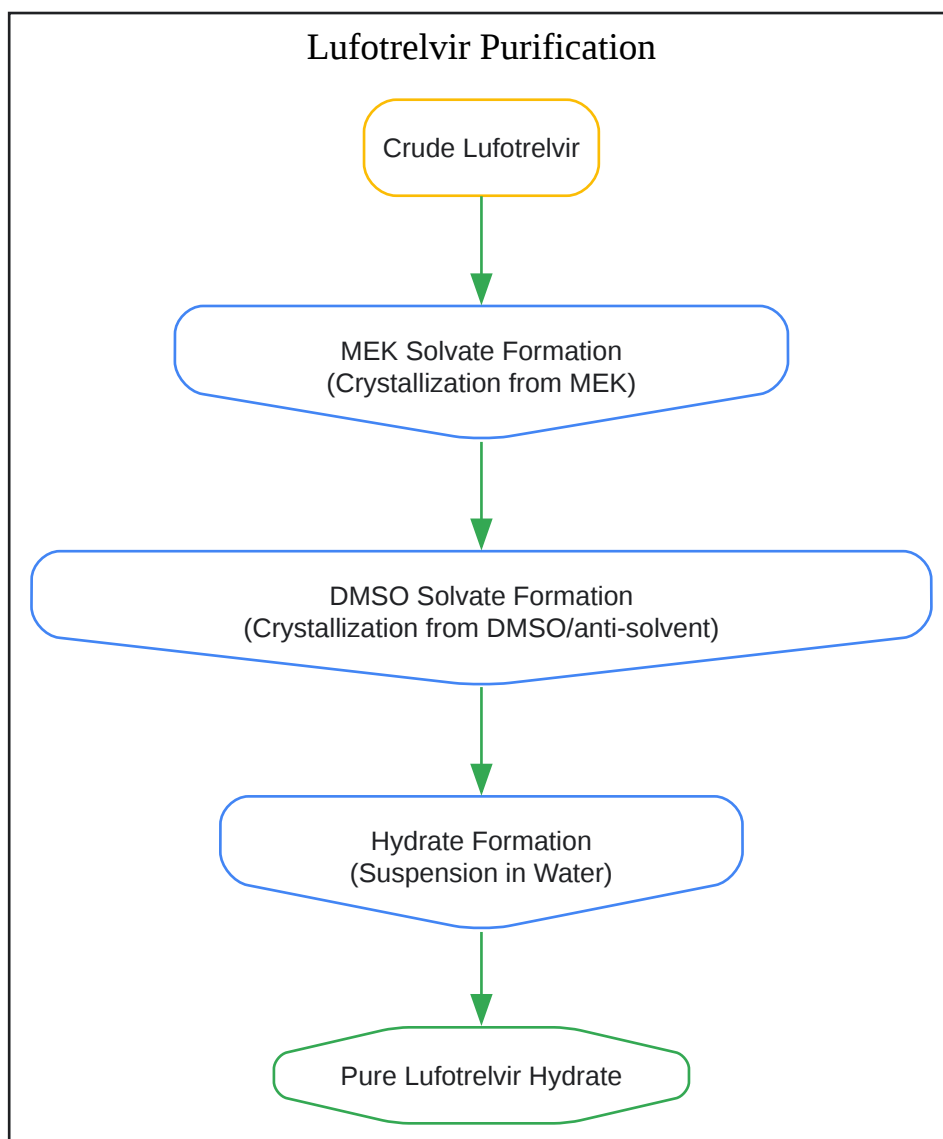 Lufotrelvir Purification
Crude Lufotrelvir
MEK Solvate Formation
(Crystallization from MEK)
DMSO Solvate Formation
(Crystallization from DMSO/anti-solvent)
Hydrate Formation
(Suspension in Water)
Pure Lufotrelvir Hydrate